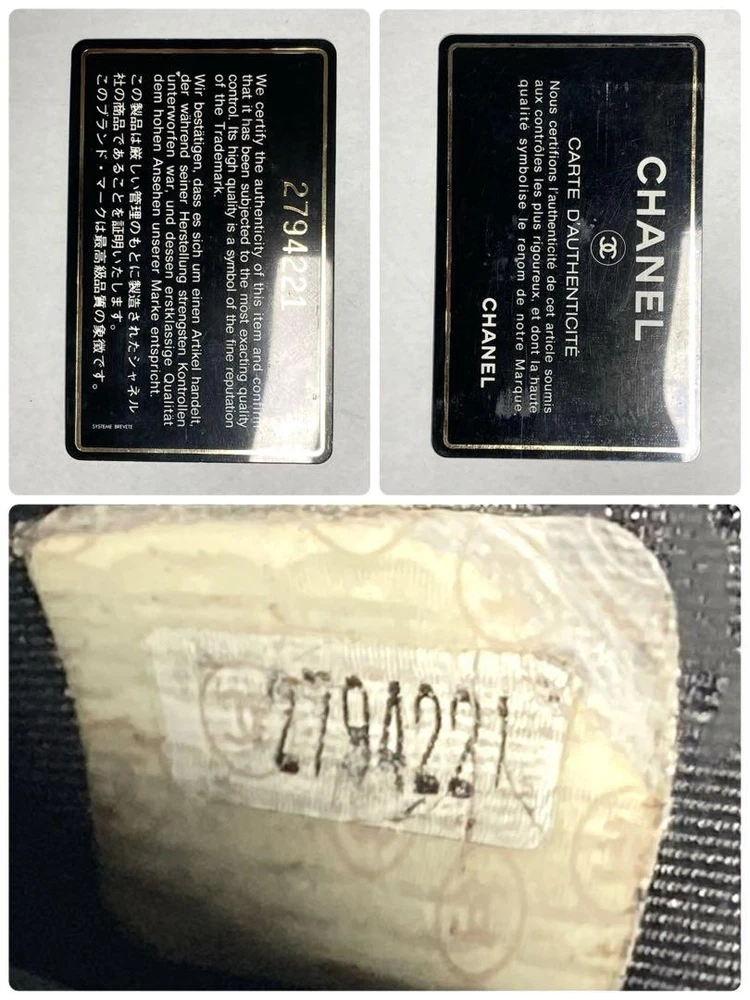 2794221
We certify the authenticity of this item and confirm
that it has been subjected to the most exacting quality
control. Its high quality is a symbol of the fine reputation
of the Trademark.
Wir bestätigen, dass es sich um einen Artikel handelt,
der während seiner Herstellung strengsten Kontrollen
unterworfen war, und dessen erstklassige Qualität
dem hohen Ansehen unserer Marke entspricht.
この製品は厳しい管理のもとに製造されたシャネル
社の商品であることを証明いたします。
このブランド・マークは最高級品質の象徴です。
SYSTEME BREVETE
CHANEL
CARTE D'AUTHENTICITÉ
Nous certifions l'authenticité de cet article soumis
aux contrôles les plus rigoureux, et dont la haute
qualité symbolise le renom de notre Marque
CHANEL
2794221